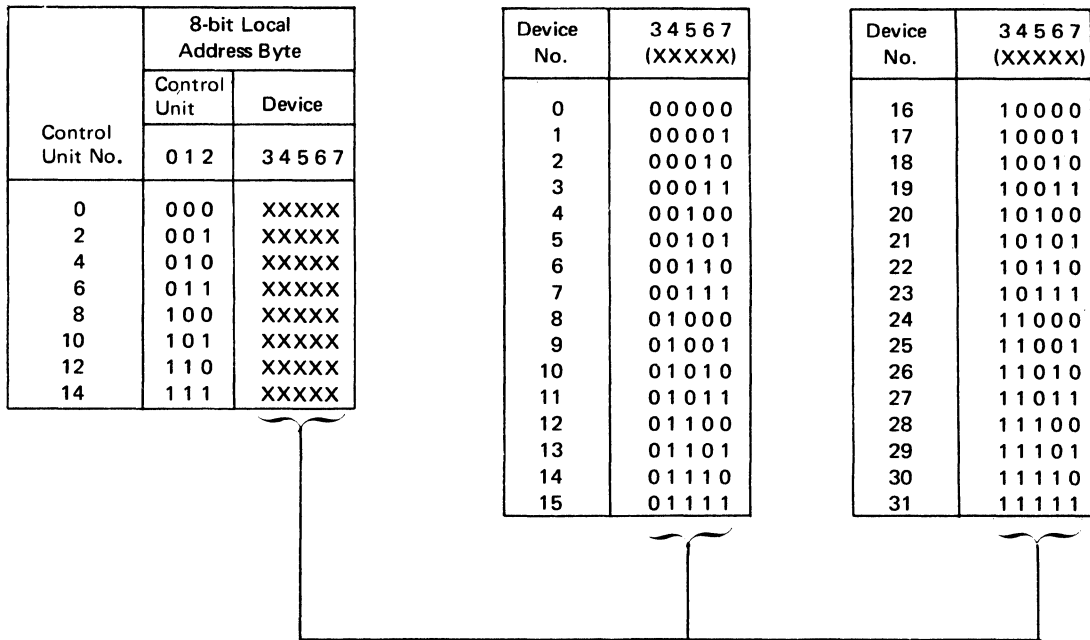 8-bit Local
Address Byte
Control
Unit
Device
Control
Unit No.
0 1 2
3 4 5 6 7
0 0 0 0 XXXXX
2 0 0 1 XXXXX
4 0 1 0 XXXXX
6 0 1 1 XXXXX
8 1 0 0 XXXXX
10 1 0 1 XXXXX
12 1 1 0 XXXXX
14 1 1 1 XXXXX
Device
No.
3 4 5 6 7
(XXXXX)
0 0 0 0 0 0
1 0 0 0 0 1
2 0 0 0 1 0
3 0 0 0 1 1
4 0 0 1 0 0
5 0 0 1 0 1
6 0 0 1 1 0
7 0 0 1 1 1
8 0 1 0 0 0
9 0 1 0 0 1
10 0 1 0 1 0
11 0 1 0 1 1
12 0 1 1 0 0
13 0 1 1 0 1
14 0 1 1 1 0
15 0 1 1 1 1
Device
No.
3 4 5 6 7
(XXXXX)
16 1 0 0 0 0
17 1 0 0 0 1
18 1 0 0 1 0
19 1 0 0 1 1
20 1 0 1 0 0
21 1 0 1 0 1
22 1 0 1 1 0
23 1 0 1 1 1
24 1 1 0 0 0
25 1 1 0 0 1
26 1 1 0 1 0
27 1 1 0 1 1
28 1 1 1 0 0
29 1 1 1 0 1
30 1 1 1 1 0
31 1 1 1 1 1